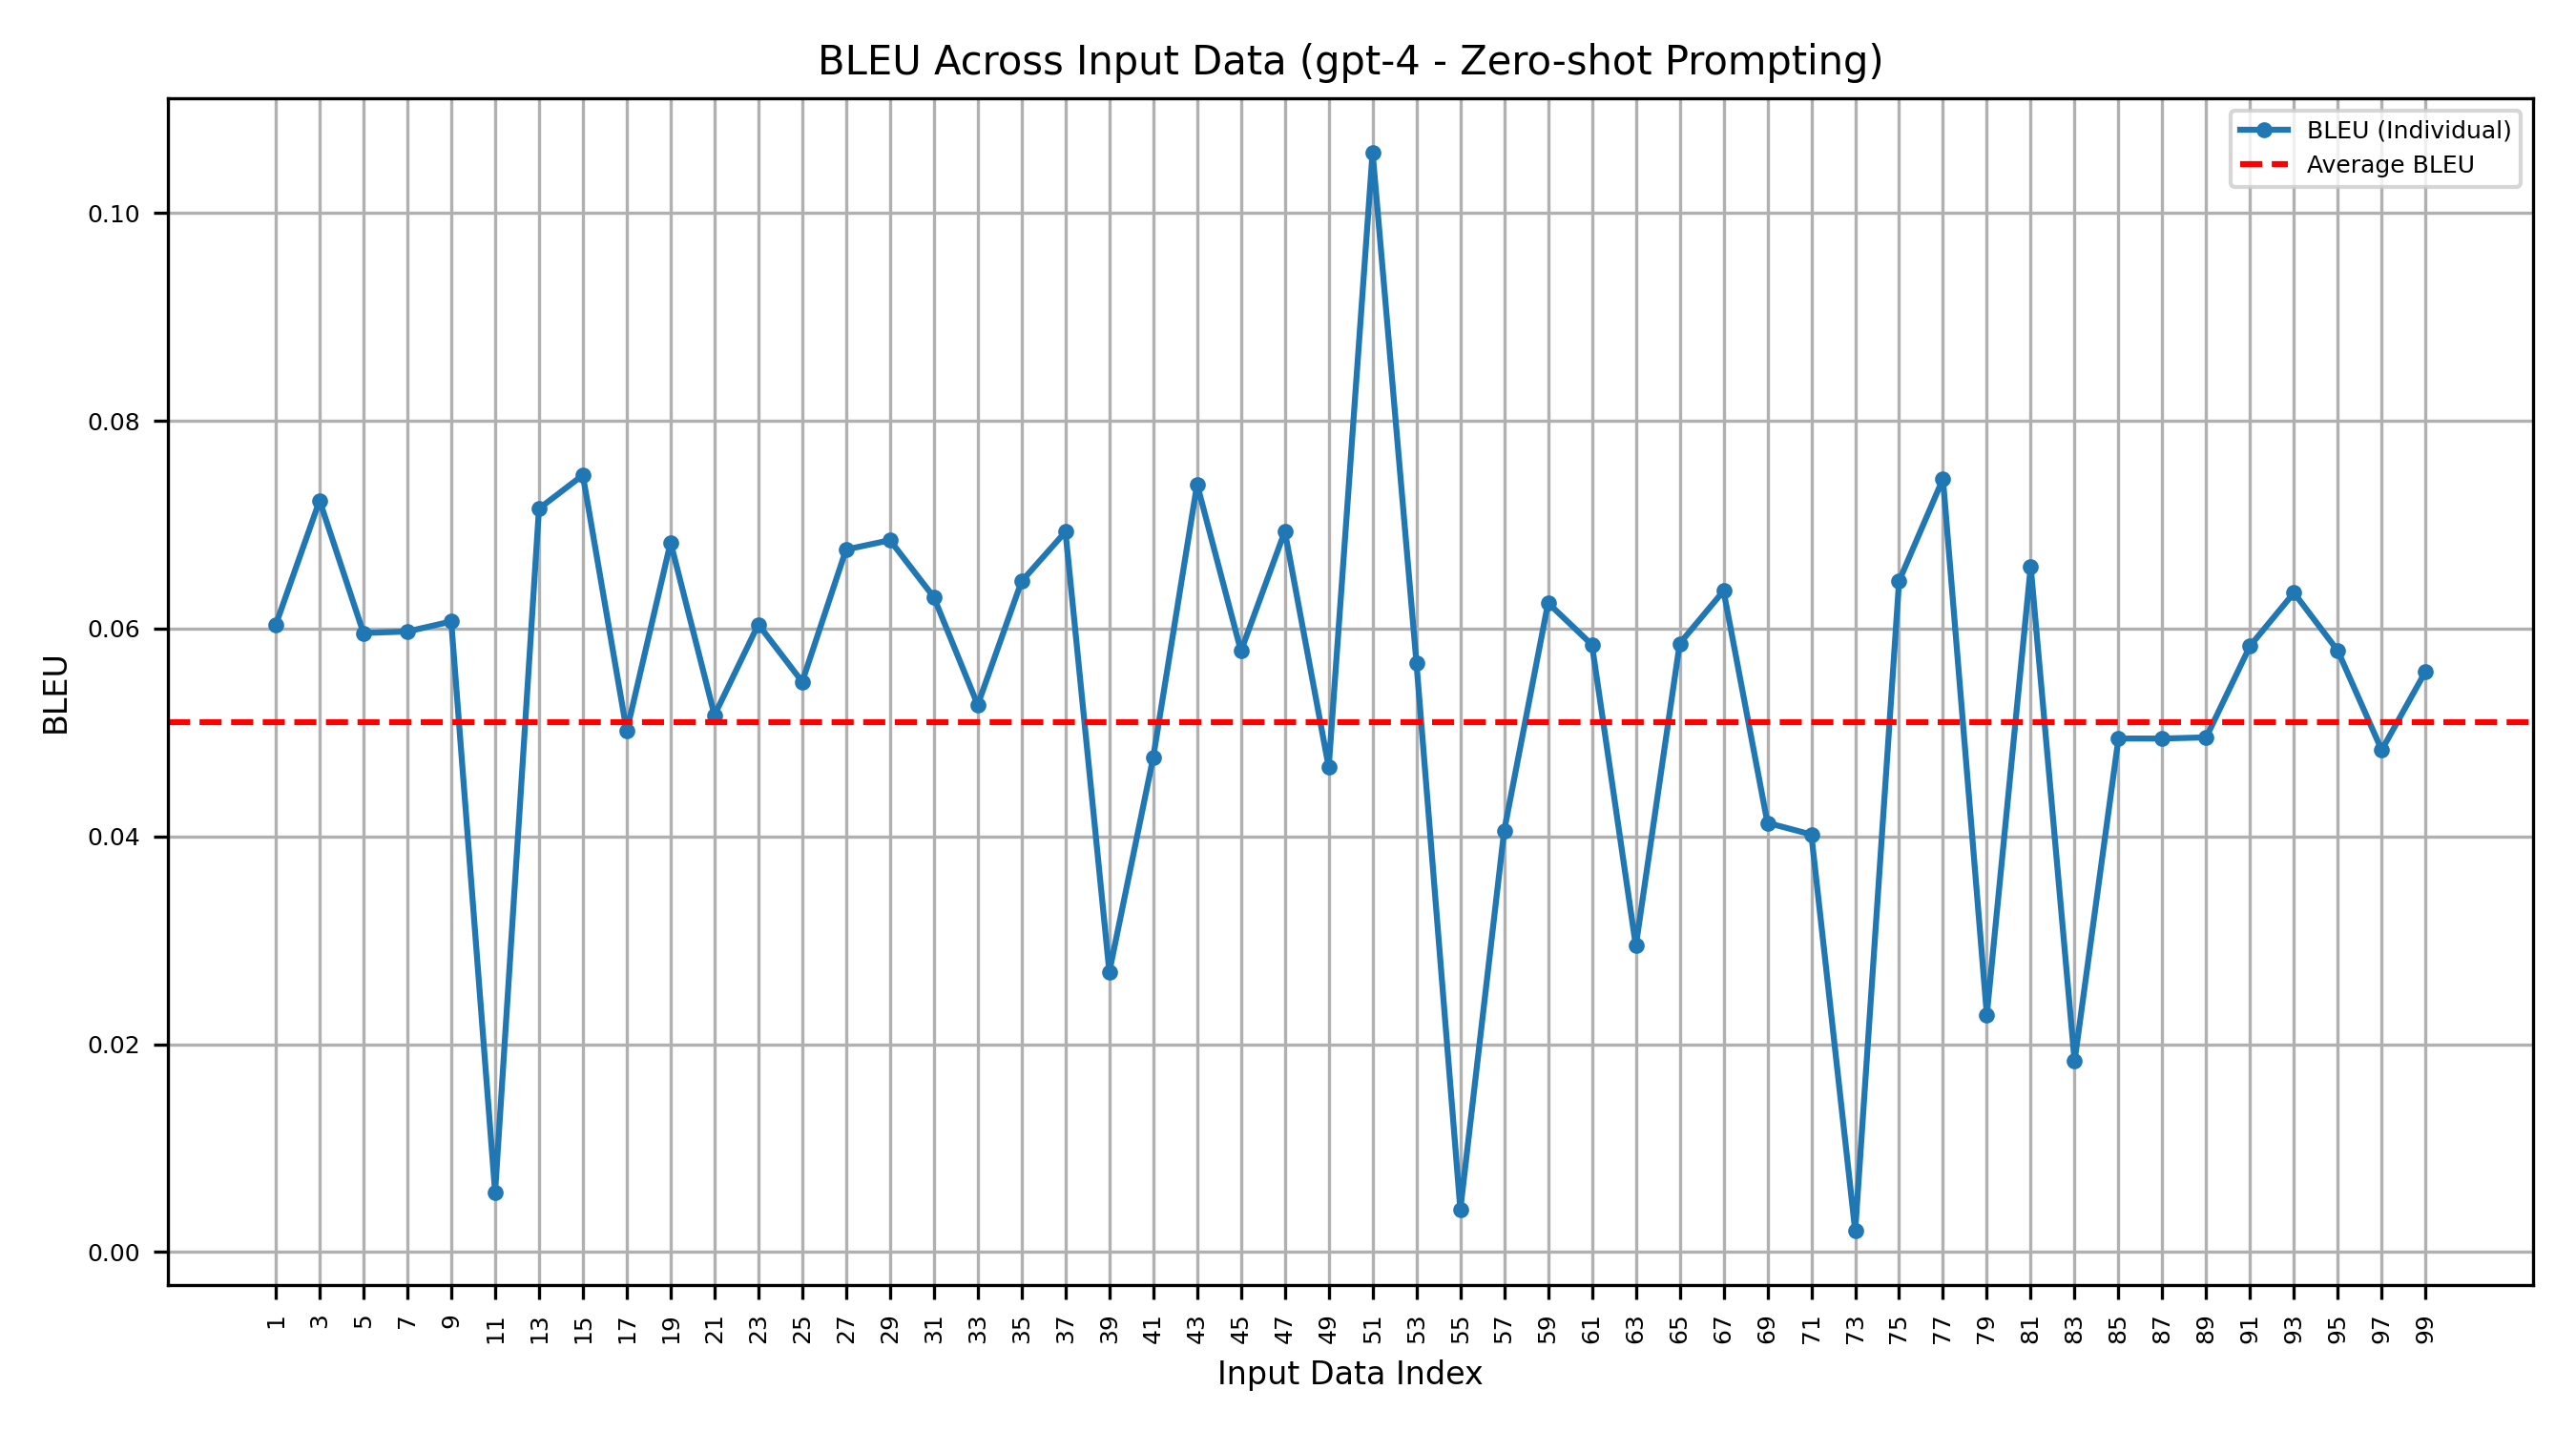 BLEU Across Input Data (gpt-4 - Zero-shot Prompting)
BLEU (Individual)
Average BLEU
BLEU
0.10
0.08
0.06
0.04
0.02
0.00
1 3 5 7 9 11 13 15 17 19 21 23 25 27 29 31 33 35 37 39 41 43 45 47 49 51 53 55 57 59 61 63 65 67 69 71 73 75 77 79 81 83 85 87 89 91 93 95 97 99
Input Data Index